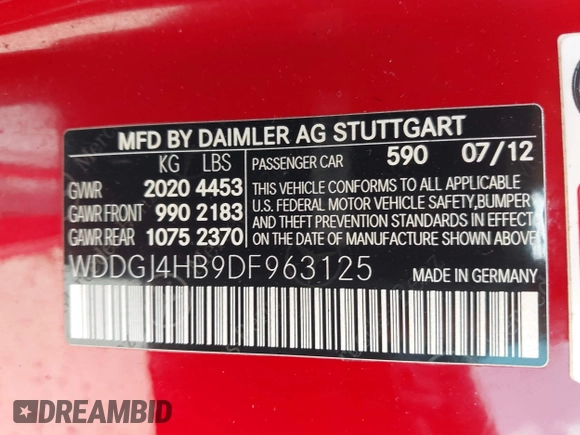 MFD BY DAIMLER AG STUTTGART
KG LBS PASSENGER CAR 590 07/12
GVWR 2020 4453 THIS VEHICLE CONFORMS TO ALL APPLICABLE
U.S. FEDERAL MOTOR VEHICLE SAFETY, BUMPER
GAWR FRONT 990 2183 AND THEFT PREVENTION STANDARDS IN EFFECT
GAWR REAR 1075 2370 ON THE DATE OF MANUFACTURE SHOWN ABOVE.
WDDGJ4HB9DF963125 MADE IN GERMANY
DREAMBID